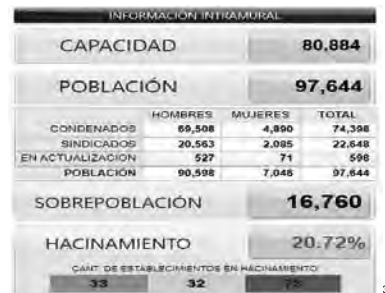 INFORMACIÓN INTRAMURAL
CAPACIDAD 80,884
POBLACIÓN 97,644
HOMBRES MUJERES TOTAL
CONDENADOS 69,508 4,890 74,398
SINDICADOS 20.563 2.085 22,648
EN ACTUALIZACION 527 71 598
POBLACIÓN 90,598 7,046 97,644
SOBREPOBLACIÓN 16,760
HACINAMIENTO 20.72%
CANT. DE ESTABLECIMIENTOS EN HACINAMIENTO
33 32